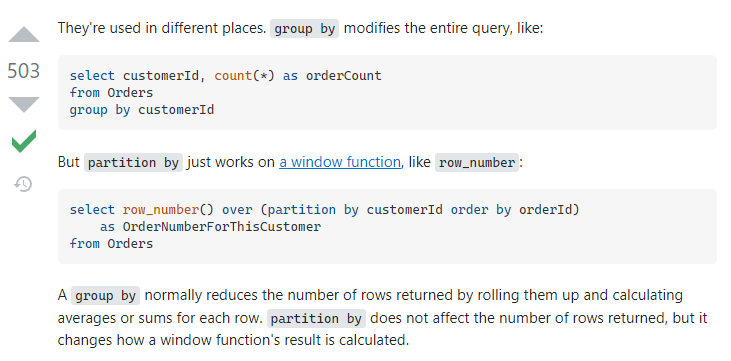 They're used in different places. group by modifies the entire query, like:
503
select customerId, count(*) as orderCount
from Orders
group by customerId
But partition by just works on a window function, like row_number:
select row_number() over (partition by customerId order by orderId)
    as OrderNumberForThisCustomer
from Orders
A group by normally reduces the number of rows returned by rolling them up and calculating
averages or sums for each row. partition by does not affect the number of rows returned, but it
changes how a window function's result is calculated.